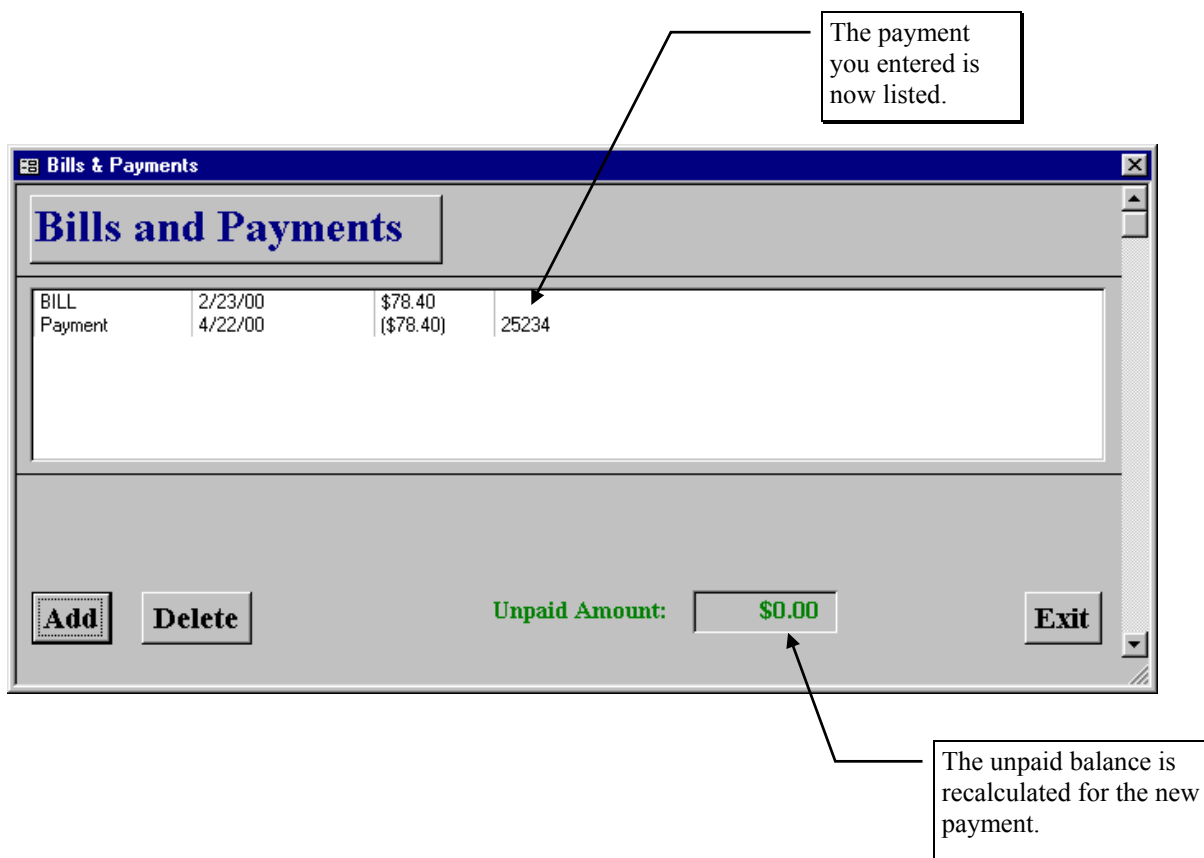 The payment
you entered is
now listed.
Bills & Payments
Bills and Payments
BILL 2/23/00 $78.40
Payment 4/22/00 ($78.40) 25234
Add Delete Unpaid Amount: $0.00 Exit
The unpaid balance is
recalculated for the new
payment.